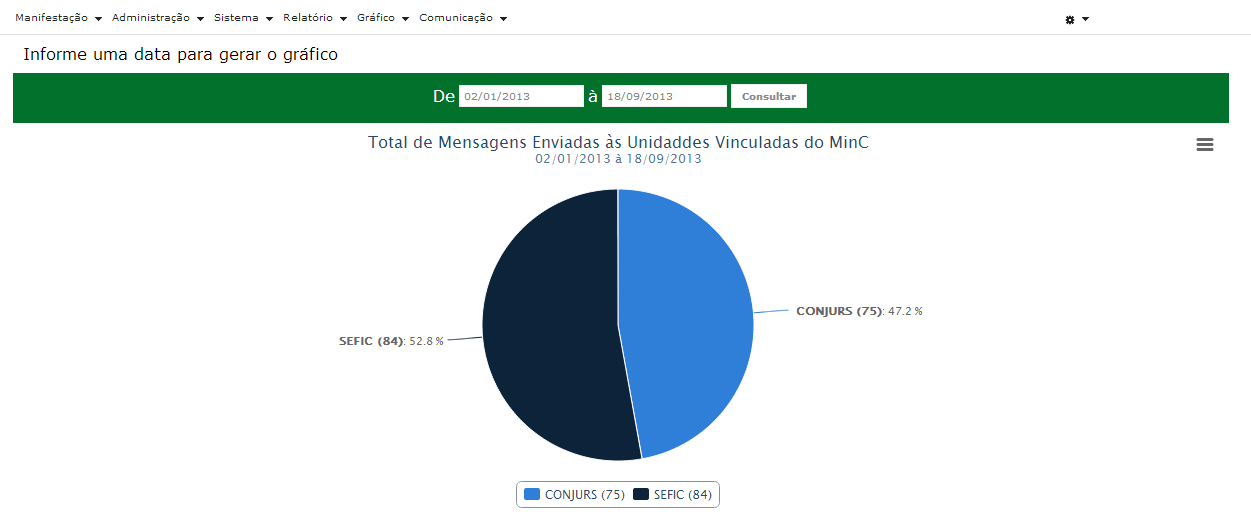 Manifestação Administração Sistema Relatório Gráfico Comunicação
Informe uma data para gerar o gráfico
De 02/01/2013 à 18/09/2013 Consultar
Total de Mensagens Enviadas às Unidaddes Vinculadas do MinC
02/01/2013 à 18/09/2013
CONJURS (75): 47.2 %
SEFIC (84): 52.8 %
CONJURS (75) SEFIC (84)